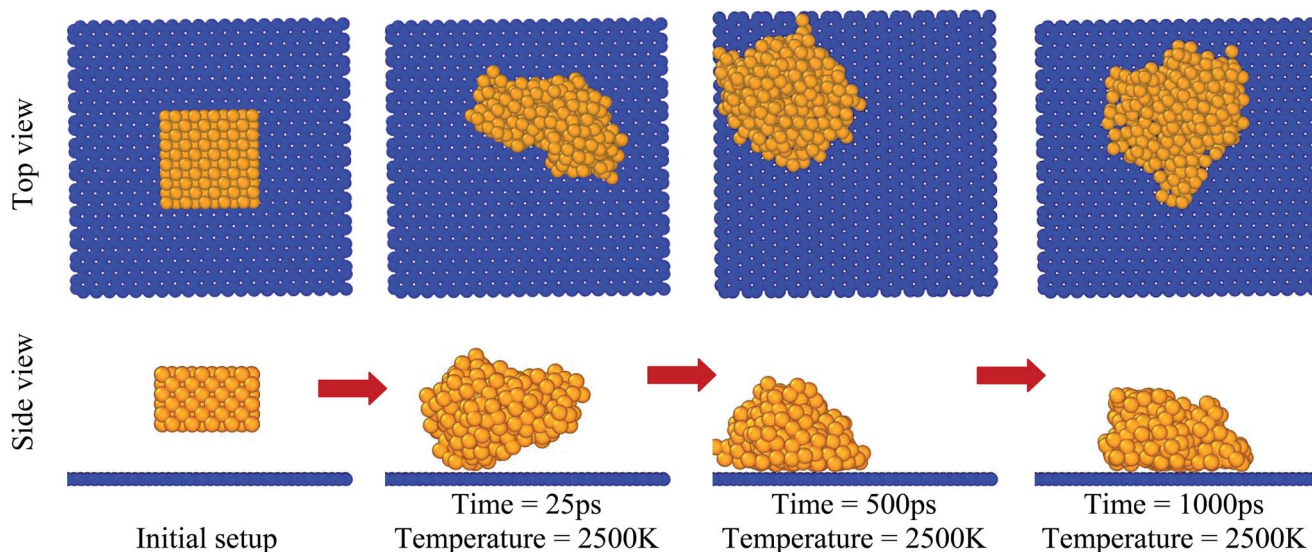 Top view
Side view
Initial setup
Time = 25ps
Temperature = 2500K
Time = 500ps
Temperature = 2500K
Time = 1000ps
Temperature = 2500K